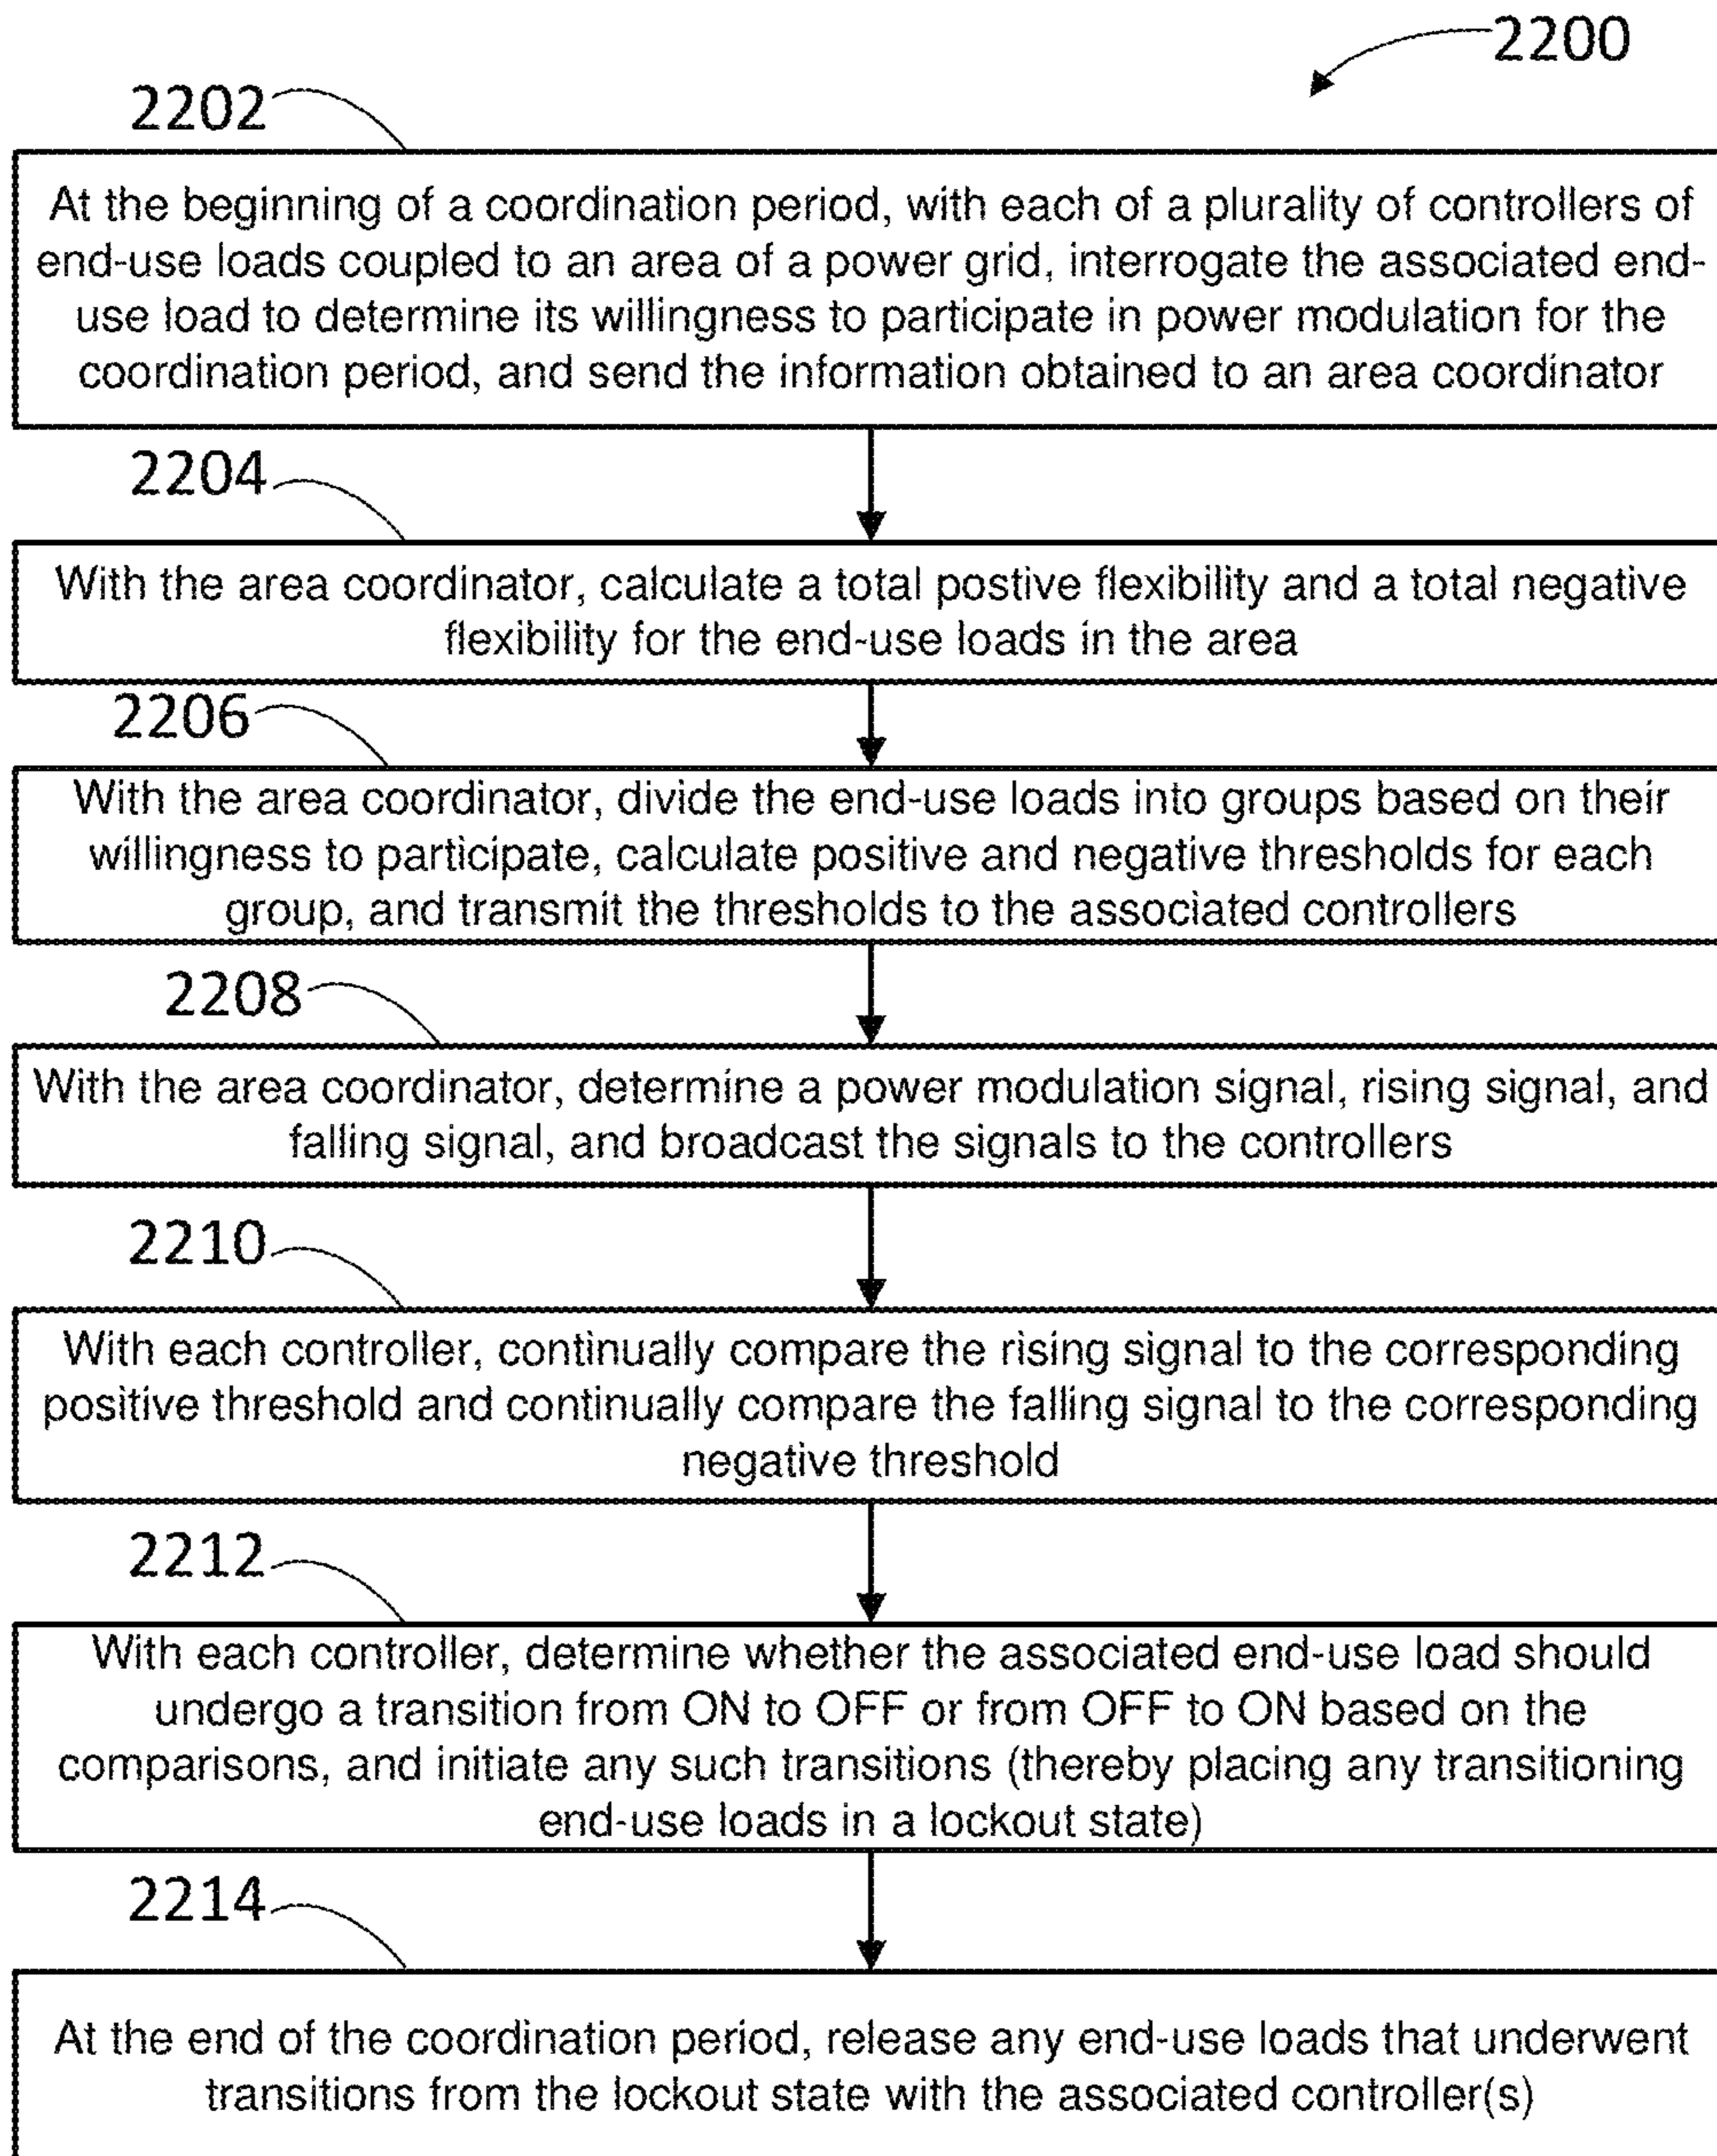 2200
2202
At the beginning of a coordination period, with each of a plurality of controllers of
end-use loads coupled to an area of a power grid, interrogate the associated end-
use load to determine its willingness to participate in power modulation for the
coordination period, and send the information obtained to an area coordinator
2204
With the area coordinator, calculate a total postive flexibility and a total negative
flexibility for the end-use loads in the area
2206
With the area coordinator, divide the end-use loads into groups based on their
willingness to participate, calculate positive and negative thresholds for each
group, and transmit the thresholds to the associated controllers
2208
With the area coordinator, determine a power modulation signal, rising signal, and
falling signal, and broadcast the signals to the controllers
2210
With each controller, continually compare the rising signal to the corresponding
positive threshold and continually compare the falling signal to the corresponding
negative threshold
2212
With each controller, determine whether the associated end-use load should
undergo a transition from ON to OFF or from OFF to ON based on the
comparisons, and initiate any such transitions (thereby placing any transitioning
end-use loads in a lockout state)
2214
At the end of the coordination period, release any end-use loads that underwent
transitions from the lockout state with the associated controller(s)